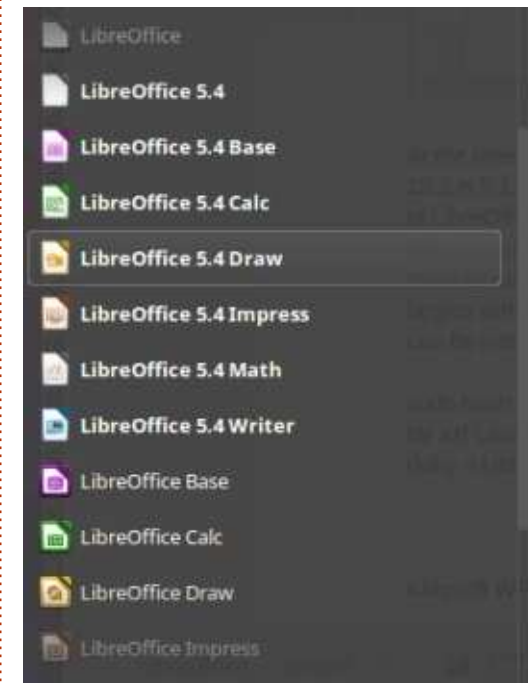 LibreOffice
LibreOffice 5.4
LibreOffice 5.4 Base
LibreOffice 5.4 Calc
LibreOffice 5.4 Draw
LibreOffice 5.4 Impress
LibreOffice 5.4 Math
LibreOffice 5.4 Writer
LibreOffice Base
LibreOffice Calc
LibreOffice Draw
LibreOffice Impress